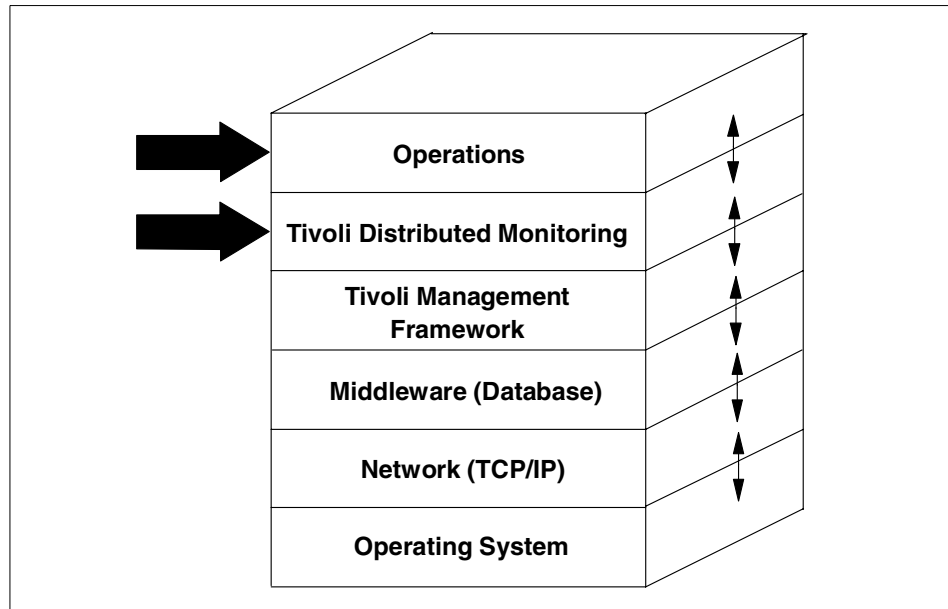 Operations
Tivoli Distributed Monitoring
Tivoli Management
Framework
Middleware (Database)
Network (TCP/IP)
Operating System